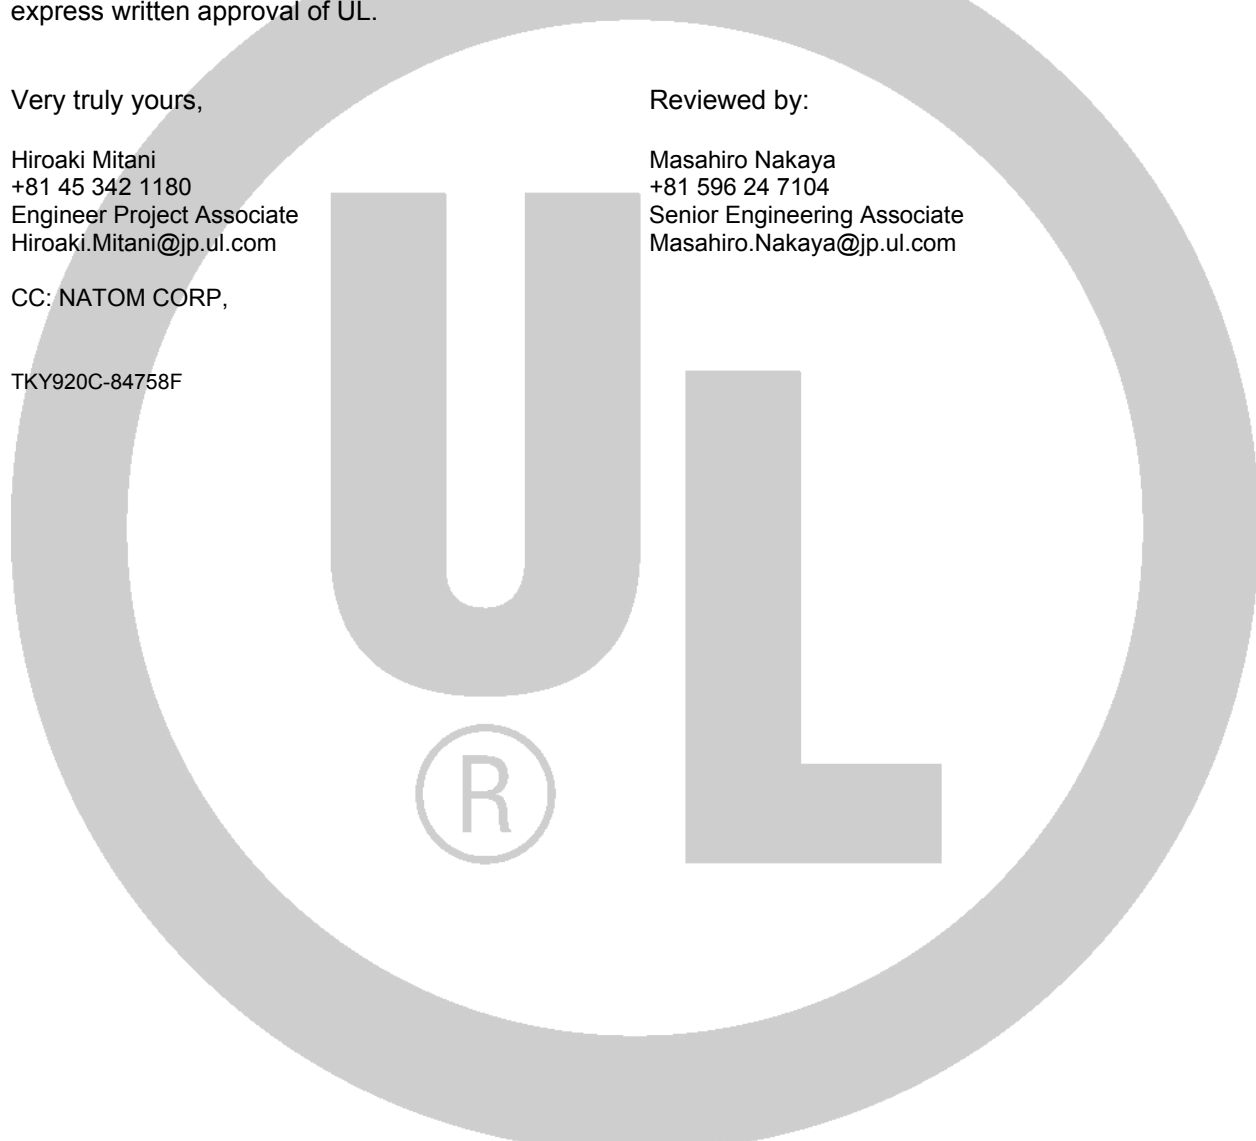 express written approval of UL.
Very truly yours,
Reviewed by:
Hiroaki Mitani
+81 45 342 1180
Engineer Project Associate
Hiroaki.Mitani@jp.ul.com
Masahiro Nakaya
+81 596 24 7104
Senior Engineering Associate
Masahiro.Nakaya@jp.ul.com
CC: NATOM CORP,
TKY920C-84758F
UL
®